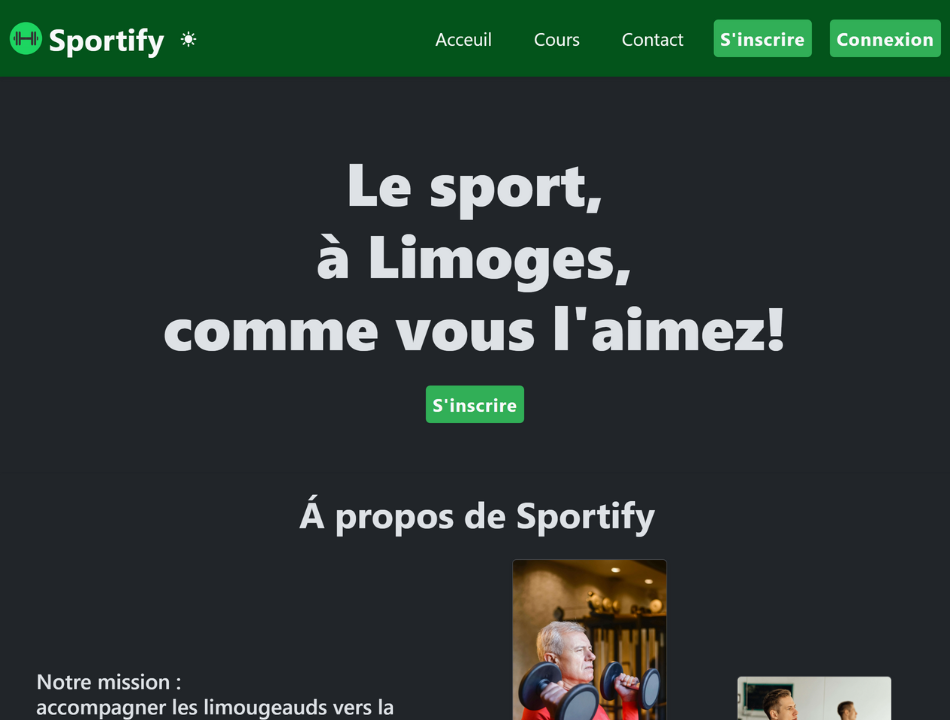 Sportify
Acceuil
Cours
Contact
S'inscrire
Connexion
Le sport,
à Limoges,
comme vous l'aimez!
S'inscrire
Á propos de Sportify
Notre mission :
accompagner les limougeauds vers la